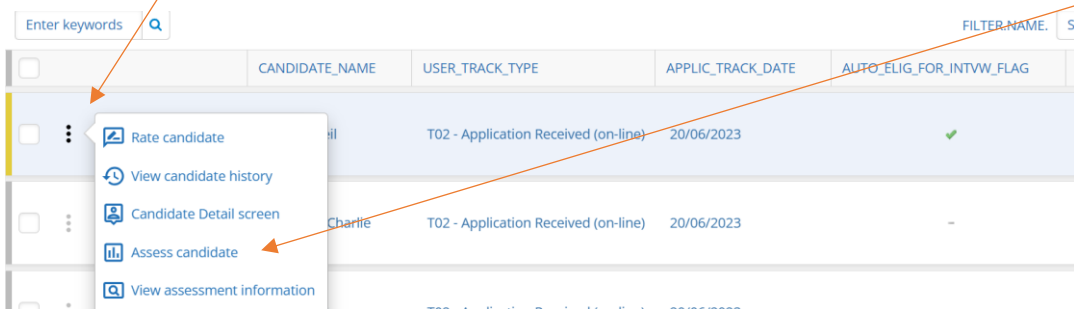 Enter keywords
FILTER.NAME.
CANDIDATE_NAME USER_TRACK_TYPE APPLIC_TRACK_DATE AUTO_ELIG_FOR_INTVW_FLAG
Rate candidate
T02 - Application Received (on-line) 20/06/2023
View candidate history
Candidate Detail screen
Charlie T02 - Application Received (on-line) 20/06/2023 –
Assess candidate
View assessment information